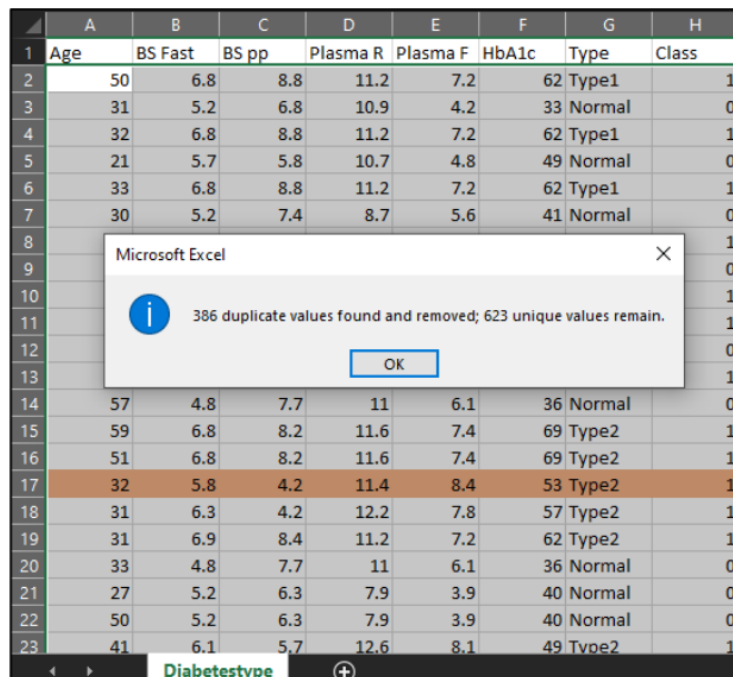 A B C D E F G H
1 Age BS Fast BS pp Plasma R Plasma F HbA1c Type Class
2 50 6.8 8.8 11.2 7.2 62 Type1 1
3 31 5.2 6.8 10.9 4.2 33 Normal 0
4 32 6.8 8.8 11.2 7.2 62 Type1 1
5 21 5.7 5.8 10.7 4.8 49 Normal 0
6 33 6.8 8.8 11.2 7.2 62 Type1 1
7 30 5.2 7.4 8.7 5.6 41 Normal 0
8 1
Microsoft Excel
9 0
10 1
386 duplicate values found and removed; 623 unique values remain.
11 1
12 0
OK
13 1
14 57 4.8 7.7 11 6.1 36 Normal 0
15 59 6.8 8.2 11.6 7.4 69 Type2 1
16 51 6.8 8.2 11.6 7.4 69 Type2 1
17 32 5.8 4.2 11.4 8.4 53 Type2 1
18 31 6.3 4.2 12.2 7.8 57 Type2 1
19 31 6.9 8.4 11.2 7.2 62 Type2 1
20 33 4.8 7.7 11 6.1 36 Normal 0
21 27 5.2 6.3 7.9 3.9 40 Normal 0
22 50 5.2 6.3 7.9 3.9 40 Normal 0
23 41 6.1 5.7 12.6 8.1 49 Type2 1
Diabetestype